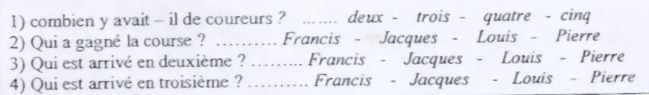 1) combien y avait – il de coureurs ? ....... deux - trois - quatre - cinq
2) Qui a gagné la course ? .......... Francis - Jacques - Louis - Pierre
3) Qui est arrivé en deuxième ? ......... Francis - Jacques - Louis - Pierre
4) Qui est arrivé en troisième ? .......... Francis - Jacques - Louis - Pierre